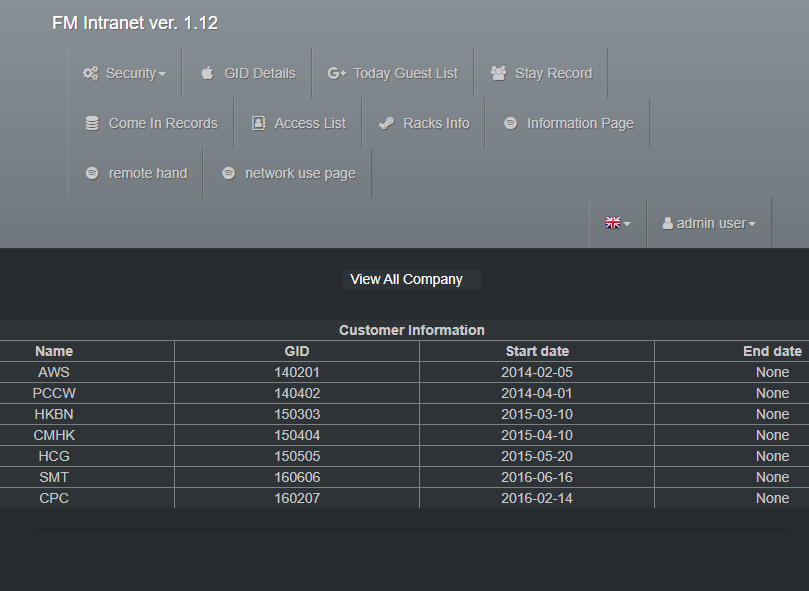 FM Intranet ver. 1.12
Security GID Details Today Guest List Stay Record
Come In Records Access List Racks Info Information Page
remote hand network use page
admin user
View All Company
Customer Information
Name GID Start date End date
AWS 140201 2014-02-05 None
PCCW 140402 2014-04-01 None
HKBN 150303 2015-03-10 None
CMHK 150404 2015-04-10 None
HCG 150505 2015-05-20 None
SMT 160606 2016-06-16 None
CPC 160207 2016-02-14 None